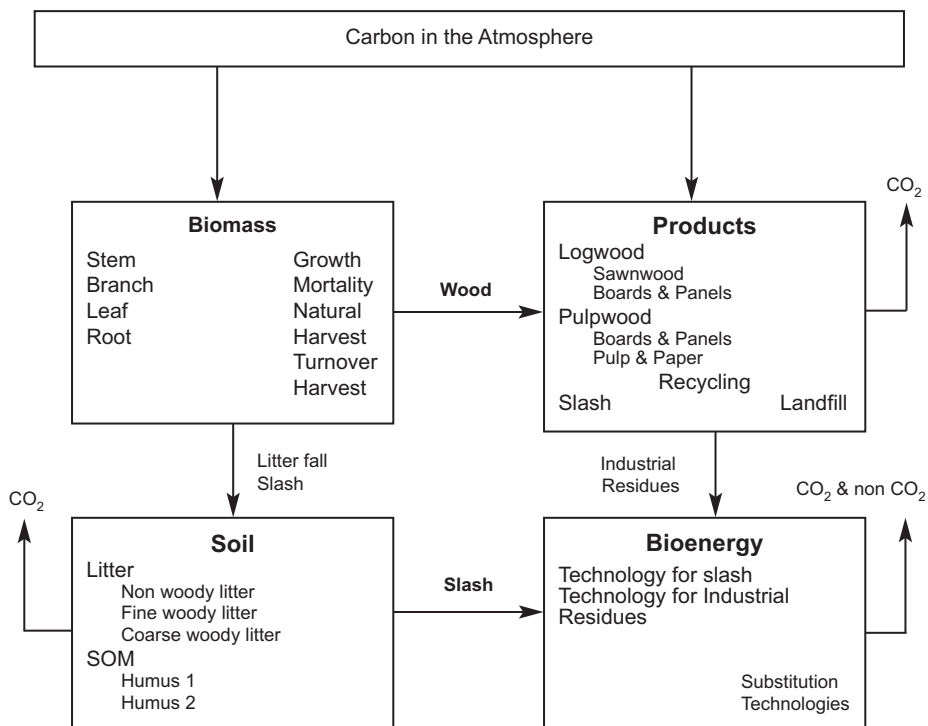 Carbon in the Atmosphere
Biomass
Stem
Branch
Leaf
Root
Growth
Mortality
Natural
Harvest
Turnover
Harvest
Wood
Products
Logwood
Sawnwood
Boards & Panels
Pulpwood
Boards & Panels
Pulp & Paper
Recycling
Slash
Landfill
CO₂
Litter fall
Slash
Industrial
Residues
CO₂
CO₂ & non CO₂
Soil
Litter
Non woody litter
Fine woody litter
Coarse woody litter
SOM
Humus 1
Humus 2
Slash
Bioenergy
Technology for slash
Technology for Industrial
Residues
Substitution
Technologies